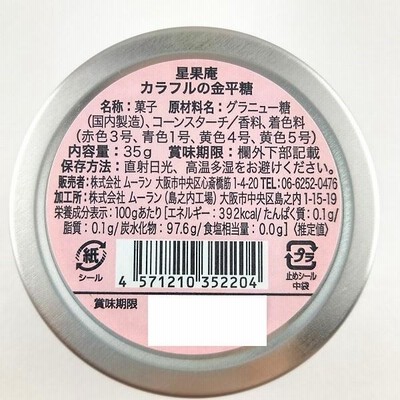 星果庵
カラフルの金平糖
名称：菓子 原材料名：グラニュー糖
(国内製造)、コーンスターチ／香料、着色料
(赤色3号、青色1号、黄色4号、黄色5号)
内容量：35g 賞味期限：欄外下部記載
保存方法：直射日光、高温多湿をお避けください。
販売者：株式会社 ムーラン 大阪市中央区心斎橋筋1-4-20 TEL:06-6252-0476
加工所：株式会社 ムーラン（島之内工場）大阪市中央区島之内1-15-19
栄養成分表示：100gあたり［エネルギー：392kcal/たんぱく質：0.1g/
脂質：0.1g/炭水化物：97.6g/食塩相当量：0.0g］〈推定値〉
紙
シール
4 571210 352204
プラ
止めシール
中袋
賞味期限